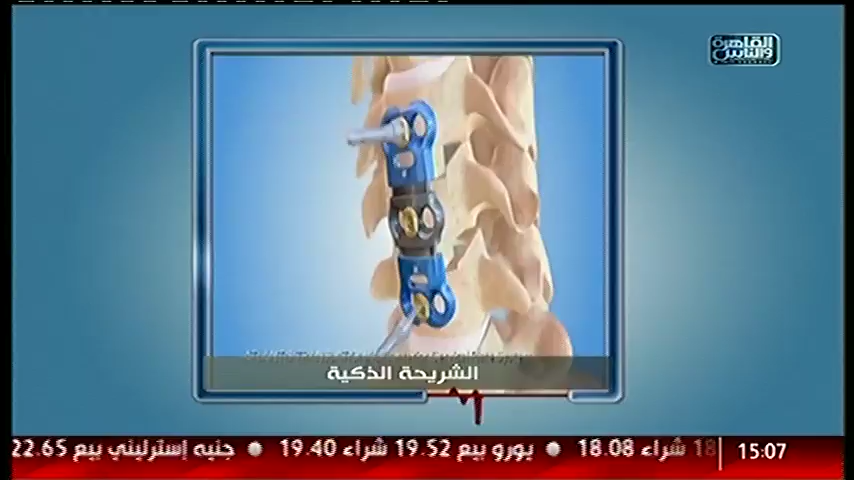 القاهرة
والناس
الشريحة الذكية
18 شراء 18.08 ● يورو بيع 19.52 شراء 19.40 ● جنيه إسترليني بيع 22.65
15:07